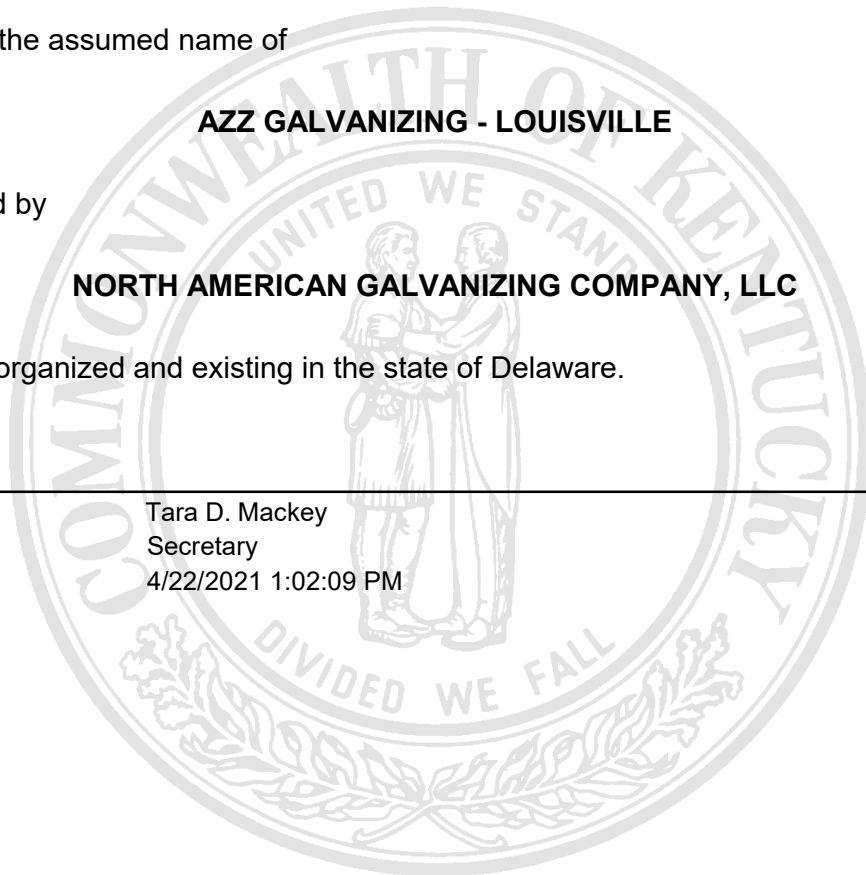 the assumed name of
AZZ GALVANIZING - LOUISVILLE
d by
NORTH AMERICAN GALVANIZING COMPANY, LLC
organized and existing in the state of Delaware.
Tara D. Mackey
Secretary
4/22/2021 1:02:09 PM
COMMONWEALTH OF KENTUCKY
UNITED WE STAND
DIVIDED WE FALL